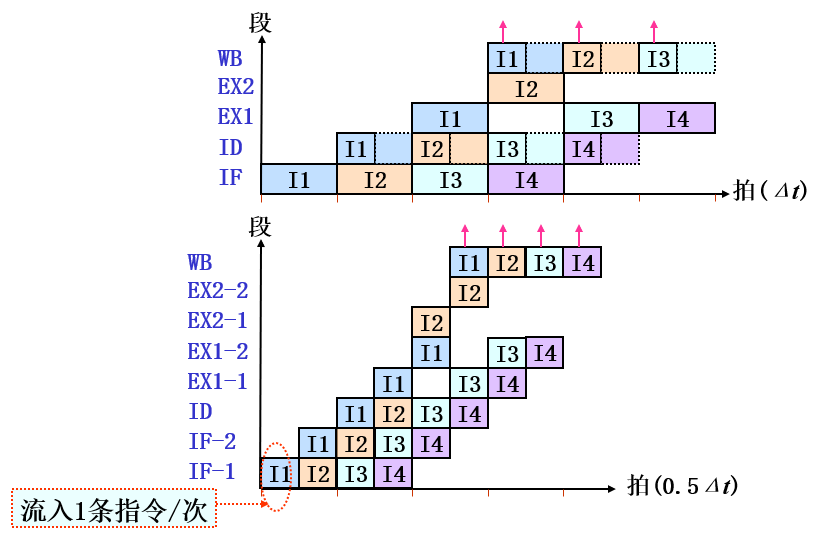 段
WB I1 I2 I3
EX2 I2
EX1 I1 I3 I4
ID I1 I2 I3 I4
IF I1 I2 I3 I4
拍(Δt)
段
WB I1 I2 I3 I4
EX2-2 I2
EX2-1 I2
EX1-2 I1 I3 I4
EX1-1 I1 I3 I4
ID I1 I2 I3 I4
IF-2 I1 I2 I3 I4
IF-1 I1 I2 I3 I4
拍(0.5Δt)
流入1条指令/次